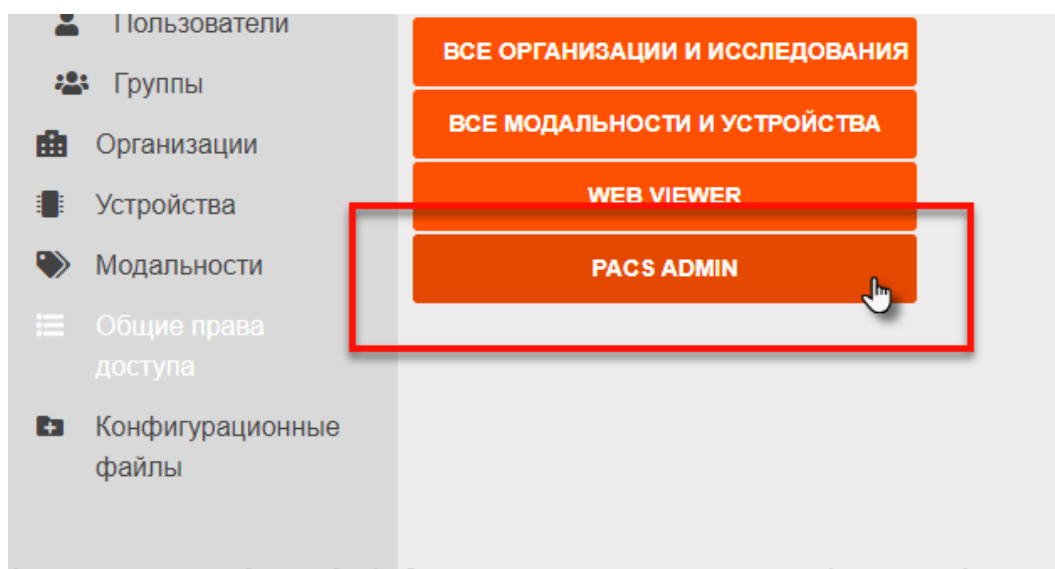 Пользователи
Группы
Организации
Устройства
Модальности
Общие права
доступа
Конфигурационные
файлы
ВСЕ ОРГАНИЗАЦИИ И ИССЛЕДОВАНИЯ
ВСЕ МОДАЛЬНОСТИ И УСТРОЙСТВА
WEB VIEWER
PACS ADMIN